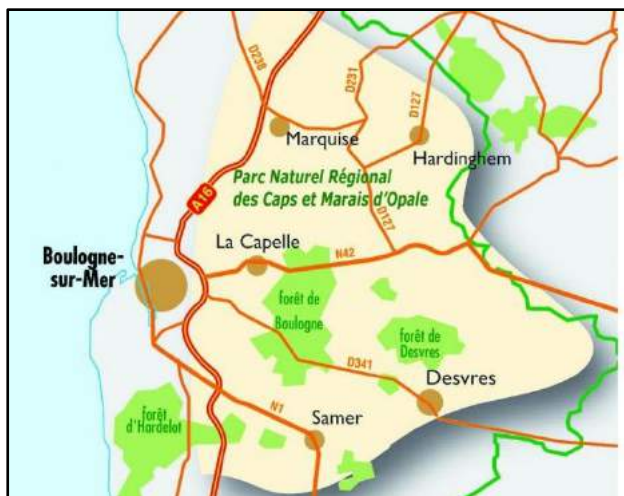 D238
D231
D127
Marquise
Hardinghem
A16
Parc Naturel Régional
des Caps et Marais d'Opale
D127
La Capelle
N42
Boulogne-
sur-Mer
forêt de
Boulogne
forêt de
Desvres
D341
Desvres
N1
Samer
forêt
d'Hardelot